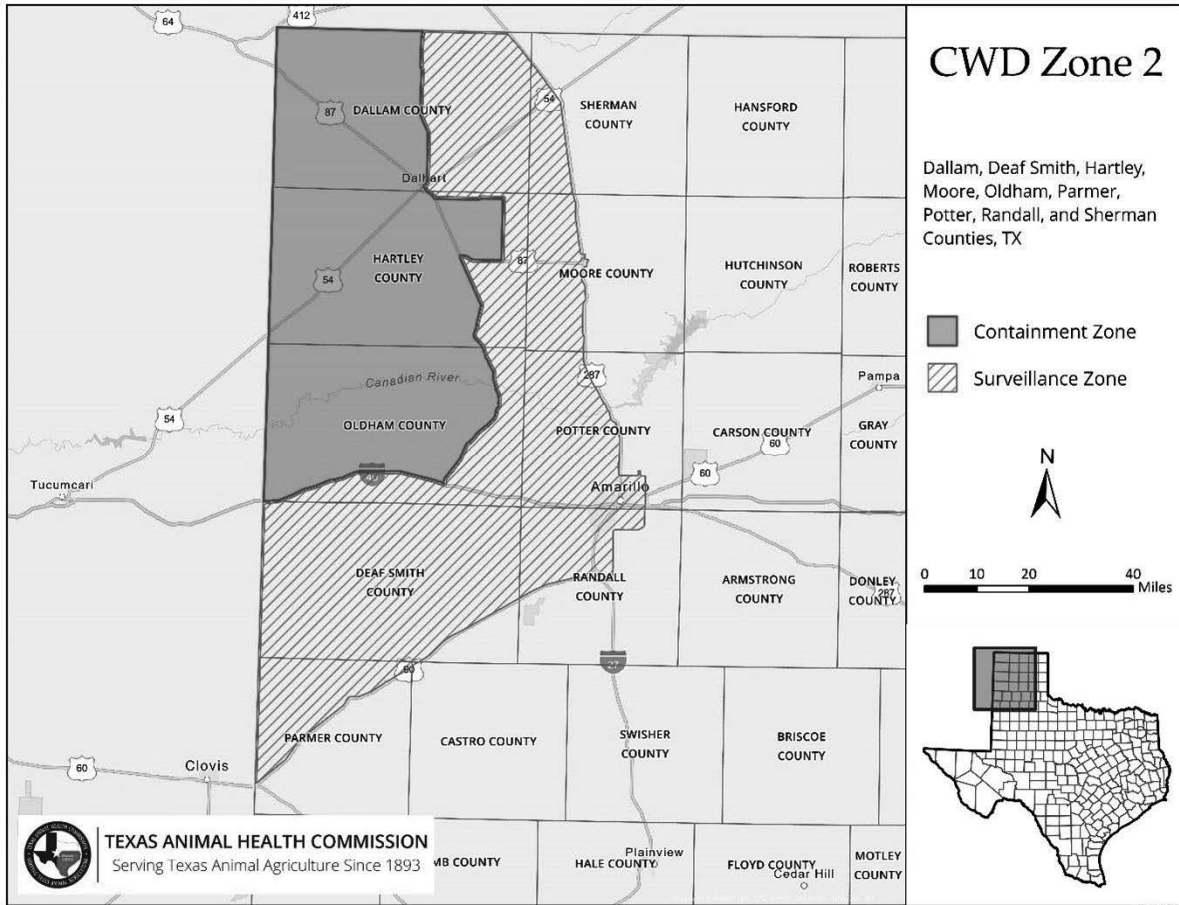 412
64
CWD Zone 2
SHERMAN
COUNTY
HANSFORD
COUNTY
54
DALLAM COUNTY
87
Dallam, Deaf Smith, Hartley,
Moore, Oldham, Parmer,
Potter, Randall, and Sherman
Counties, TX
Dalhart
HARTLEY
COUNTY
87
MOORE COUNTY
HUTCHINSON
COUNTY
ROBERTS
COUNTY
54
Containment Zone
Surveillance Zone
Canadian River
287
Pampa
54
OLDHAM COUNTY
POTTER COUNTY
CARSON COUNTY
60
GRAY
COUNTY
N
Tucumcari
40
Amarillo
60
DEAF SMITH
COUNTY
RANDALL
COUNTY
ARMSTRONG
COUNTY
DONLEY
COUNTY
287
0 10 20 40
Miles
27
60
PARMER COUNTY
CASTRO COUNTY
SWISHER
COUNTY
BRISCOE
COUNTY
60
Clovis
TEXAS ANIMAL HEALTH COMMISSION
Serving Texas Animal Agriculture Since 1893
MB COUNTY
HALE COUNTY
Plainview
FLOYD COUNTY
Cedar Hill
MOTLEY
COUNTY